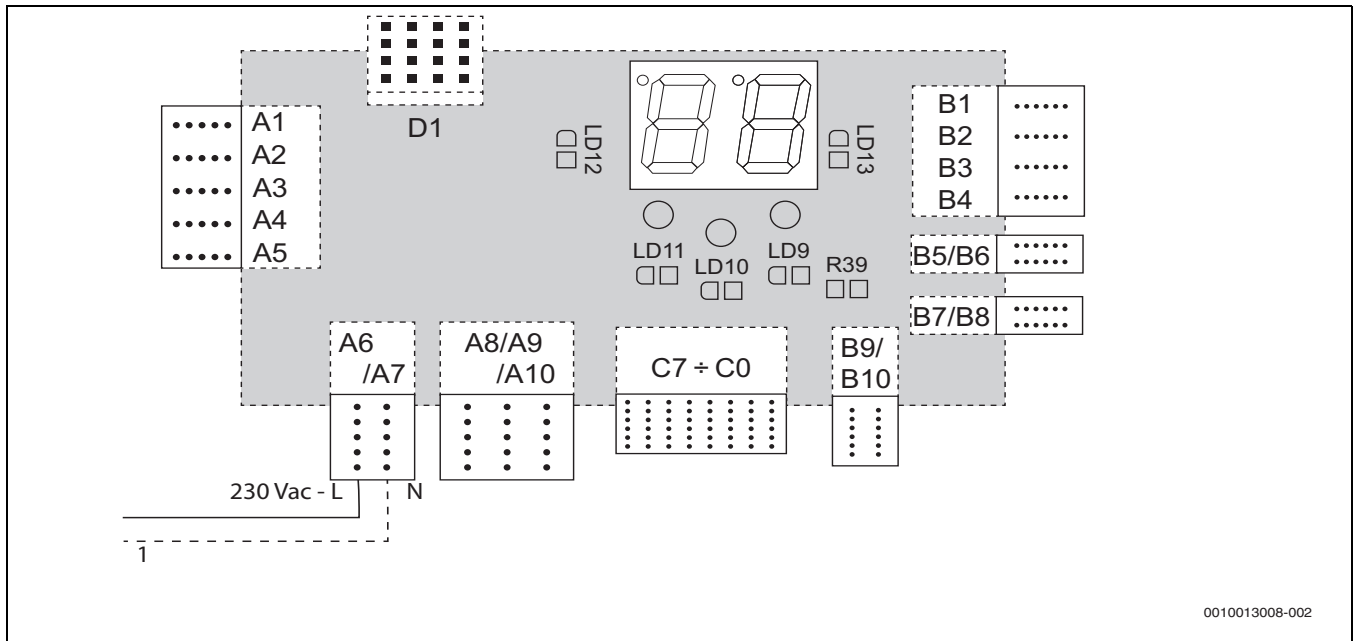 D1
A1
A2
A3
A4
A5
LD12
LD13
B1
B2
B3
B4
B5/B6
B7/B8
LD11
LD10
LD9
R39
A6
/A7
A8/A9
/A10
C7 ÷ C0
B9/
B10
230 Vac - L
N
1
0010013008-002